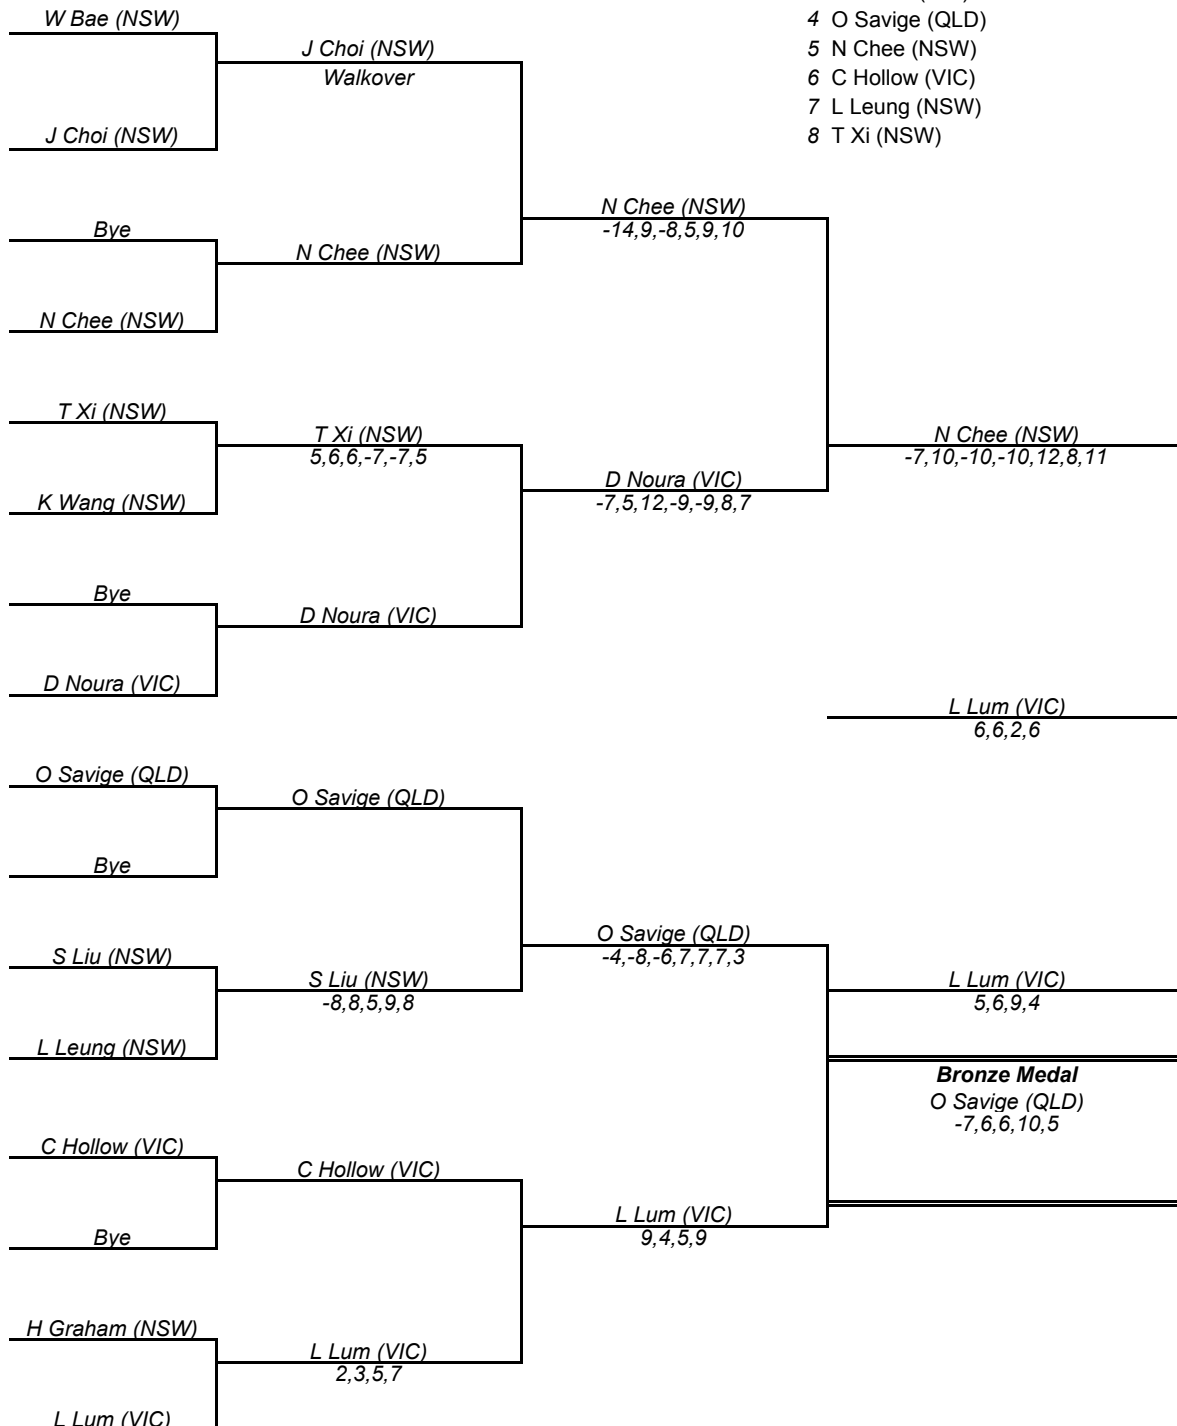 W Bae (NSW)
J Choi (NSW)
Bye
N Chee (NSW)
T Xi (NSW)
K Wang (NSW)
Bye
D Noura (VIC)
O Savige (QLD)
Bye
S Liu (NSW)
L Leung (NSW)
C Hollow (VIC)
Bye
H Graham (NSW)
L Lum (VIC)
J Choi (NSW)
Walkover
N Chee (NSW)
T Xi (NSW)
5,6,6,-7,-7,5
D Noura (VIC)
O Savige (QLD)
S Liu (NSW)
-8,8,5,9,8
C Hollow (VIC)
L Lum (VIC)
2,3,5,7
N Chee (NSW)
-14,9,-8,5,9,10
D Noura (VIC)
-7,5,12,-9,-9,8,7
O Savige (QLD)
-4,-8,-6,7,7,7,3
L Lum (VIC)
9,4,5,9
4 O Savige (QLD)
5 N Chee (NSW)
6 C Hollow (VIC)
7 L Leung (NSW)
8 T Xi (NSW)
N Chee (NSW)
-7,10,-10,-10,12,8,11
L Lum (VIC)
6,6,2,6
L Lum (VIC)
5,6,9,4
Bronze Medal
O Savige (QLD)
-7,6,6,10,5